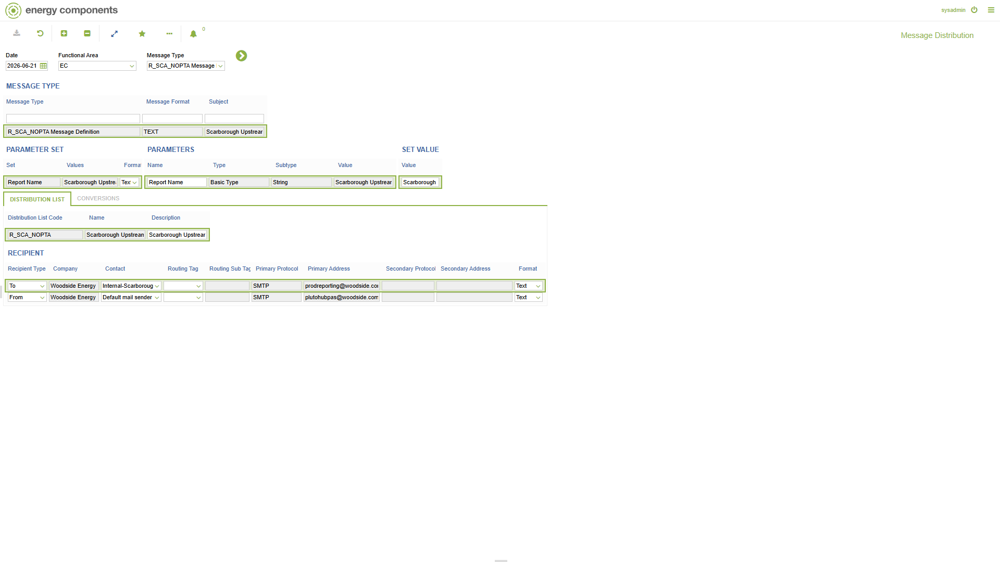 energy components
sysadmin
0
Message Distribution
Date Functional Area Message Type
2026-06-21 EC R_SCA_NOPTA Message
MESSAGE TYPE
Message Type Message Format Subject
R_SCA_NOPTA Message Definition TEXT Scarborough Upstrear
PARAMETER SET PARAMETERS SET VALUE
Set Values Format Name Type Subtype Value Value
Report Name Scarborough Upstre Tex Report Name Basic Type String Scarborough Upstrear Scarborough
DISTRIBUTION LIST CONVERSIONS
Distribution List Code Name Description
R_SCA_NOPTA Scarborough Upstrean Scarborough Upstrear
RECIPIENT
Recipient Type Company Contact Routing Tag Routing Sub Tag Primary Protocol Primary Address Secondary Protocol Secondary Address Format
To Woodside Energy Internal-Scarboroug SMTP prodreporting@woodside.cor Text
From Woodside Energy Default mail sender SMTP plutohubpas@woodside.com Text